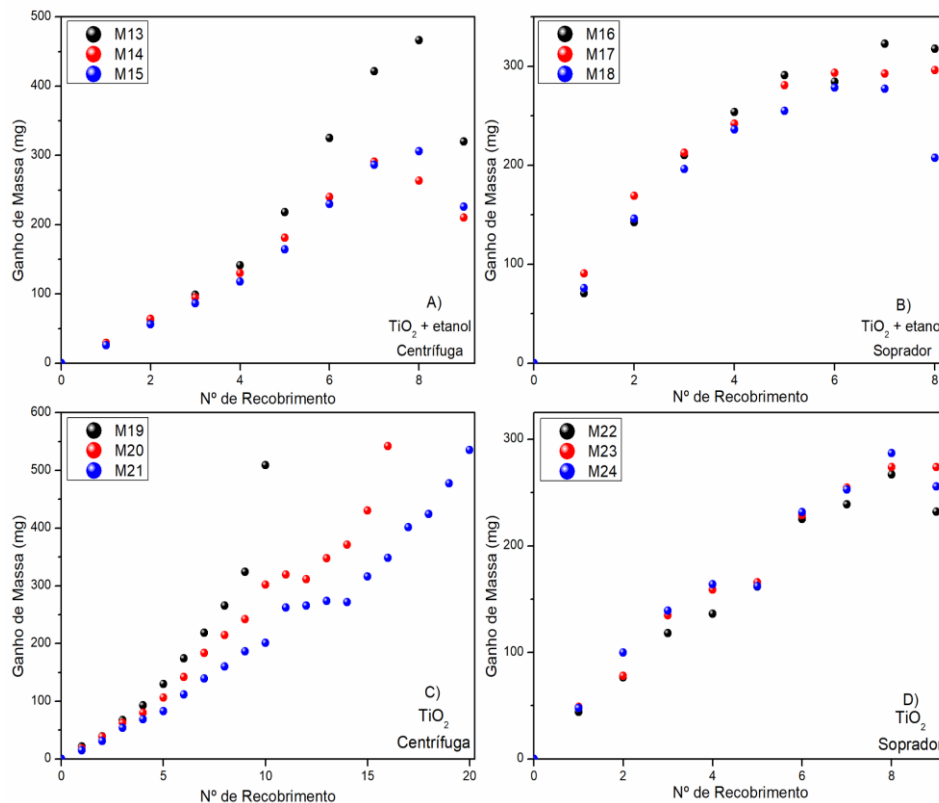 M13
M14
M15
Ganho de Massa (mg)
500
400
300
200
100
0
0 2 4 6 8
Nº de Recobrimento
A)
TiO₂ + etanol
Centrífuga
M16
M17
M18
Ganho de Massa (mg)
300
200
100
0
0 2 4 6 8
Nº de Recobrimento
B)
TiO₂ + etanol
Soprador
M19
M20
M21
Ganho de Massa (mg)
600
500
400
300
200
100
0
0 5 10 15 20
Nº de Recobrimento
C)
TiO₂
Centrífuga
M22
M23
M24
Ganho de Massa (mg)
300
200
100
0
0 2 4 6 8
Nº de Recobrimento
D)
TiO₂
Soprador